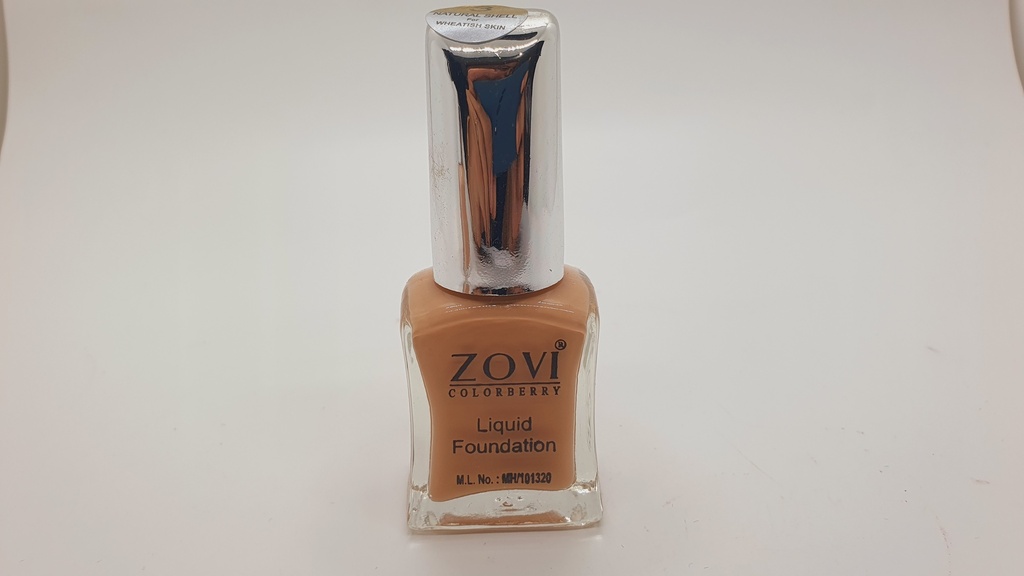 NATURAL SHELL
For
WHEATISH SKIN
ZOVI®
COLORBERRY
Liquid
Foundation
M.L. No. : MH/101320